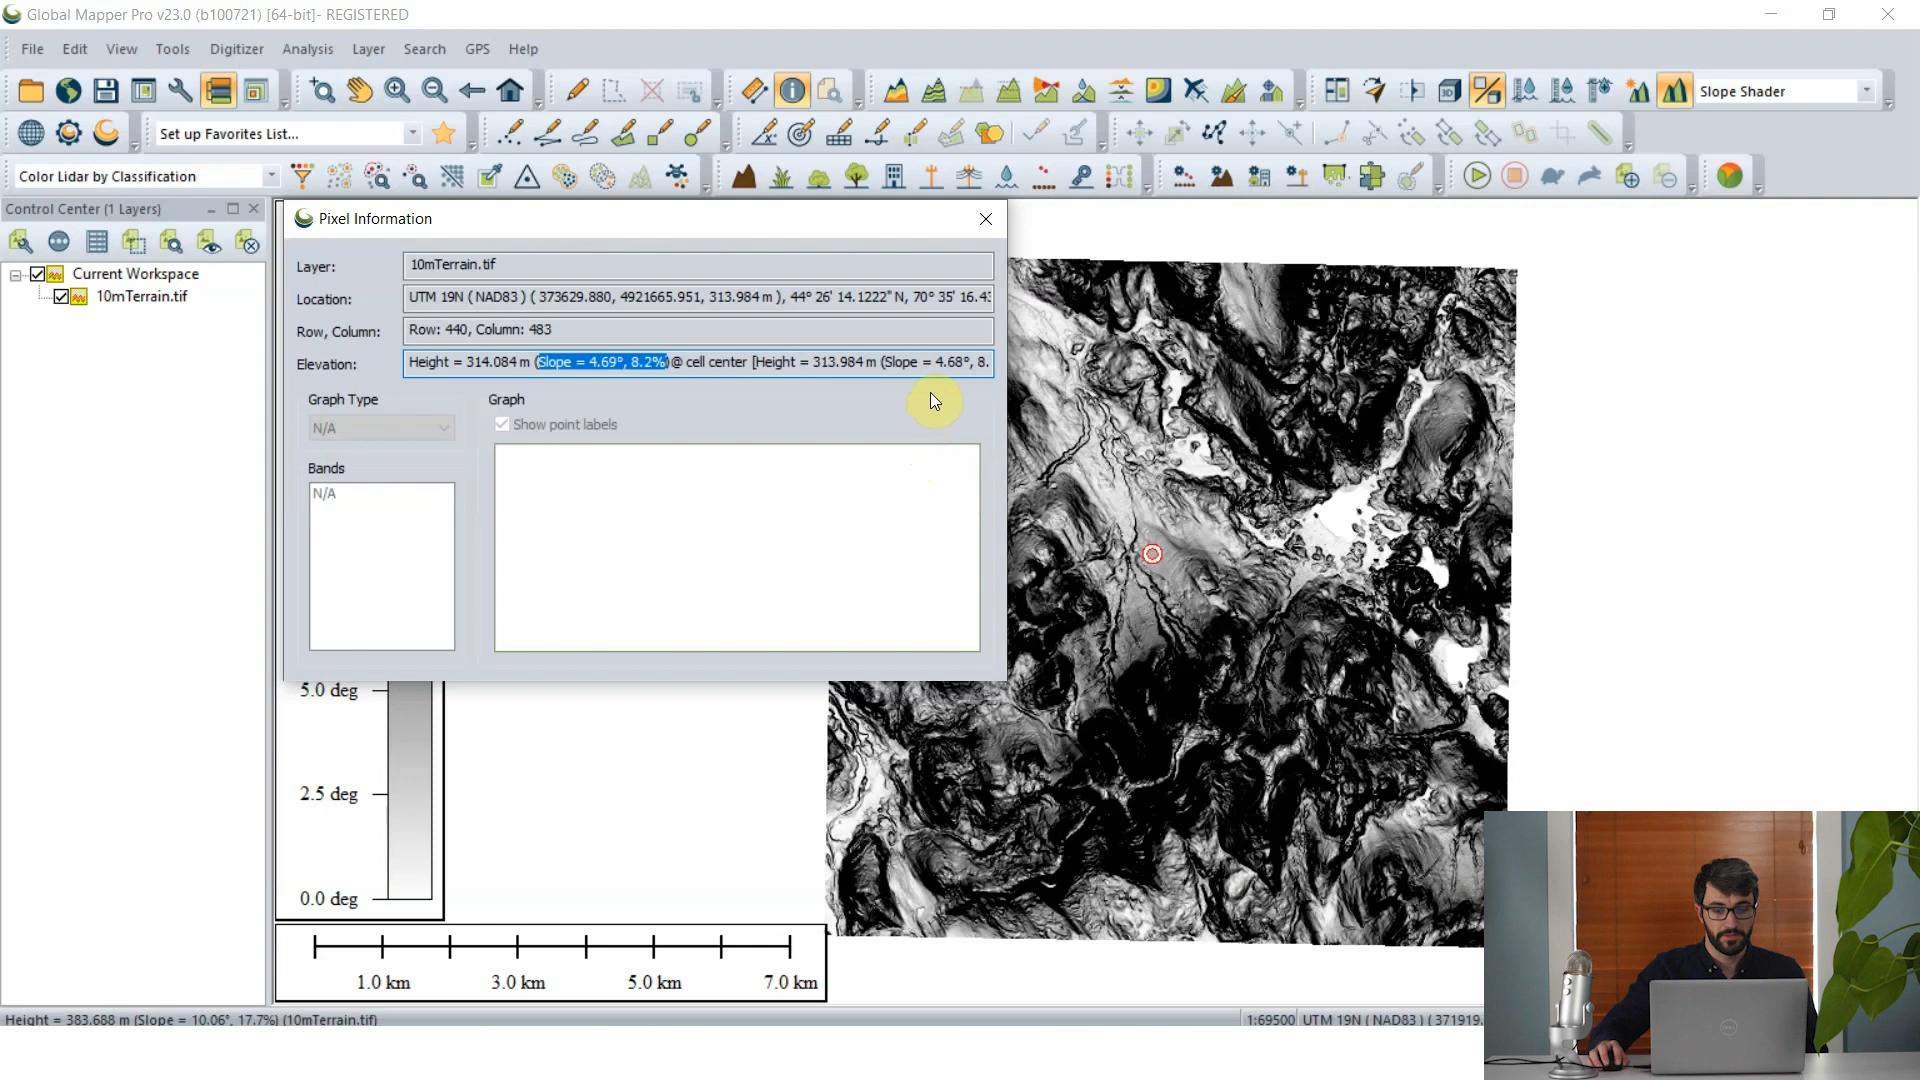 Global Mapper Pro v23.0 (b100721) [64-bit]- REGISTERED
File Edit View Tools Digitizer Analysis Layer Search GPS Help
Slope Shader
Set up Favorites List...
Color Lidar by Classification
Control Center (1 Layers)
Current Workspace
10mTerrain.tif
Pixel Information
Layer: 10mTerrain.tif
Location: UTM 19N ( NAD83 ) ( 373629.880, 4921665.951, 313.984 m ), 44° 26' 14.1222" N, 70° 35' 16.43
Row, Column: Row: 440, Column: 483
Elevation: Height = 314.084 m (Slope = 4.69°, 8.2%)@ cell center [Height = 313.984 m (Slope = 4.68°, 8.
Graph Type Graph
N/A Show point labels
Bands
N/A
5.0 deg
2.5 deg
0.0 deg
1.0 km 3.0 km 5.0 km 7.0 km
Height = 383.688 m (Slope = 10.06°, 17.7%) (10mTerrain.tif) 1:69500 UTM 19N ( NAD83 ) ( 371919.